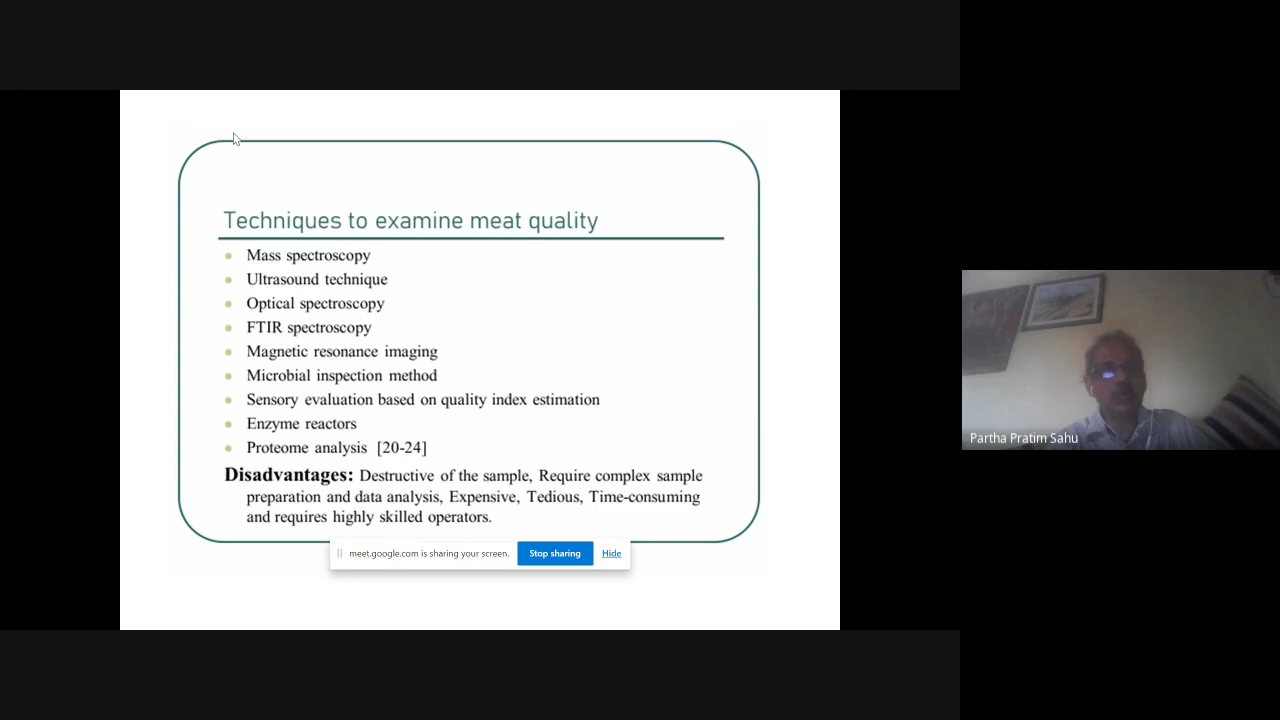 Techniques to examine meat quality
Mass spectroscopy
Ultrasound technique
Optical spectroscopy
FTIR spectroscopy
Magnetic resonance imaging
Microbial inspection method
Sensory evaluation based on quality index estimation
Enzyme reactors
Proteome analysis [20-24]
Disadvantages: Destructive of the sample, Require complex sample
preparation and data analysis, Expensive, Tedious, Time-consuming
and requires highly skilled operators.
meet.google.com is sharing your screen. Stop sharing Hide
Partha Pratim Sahu